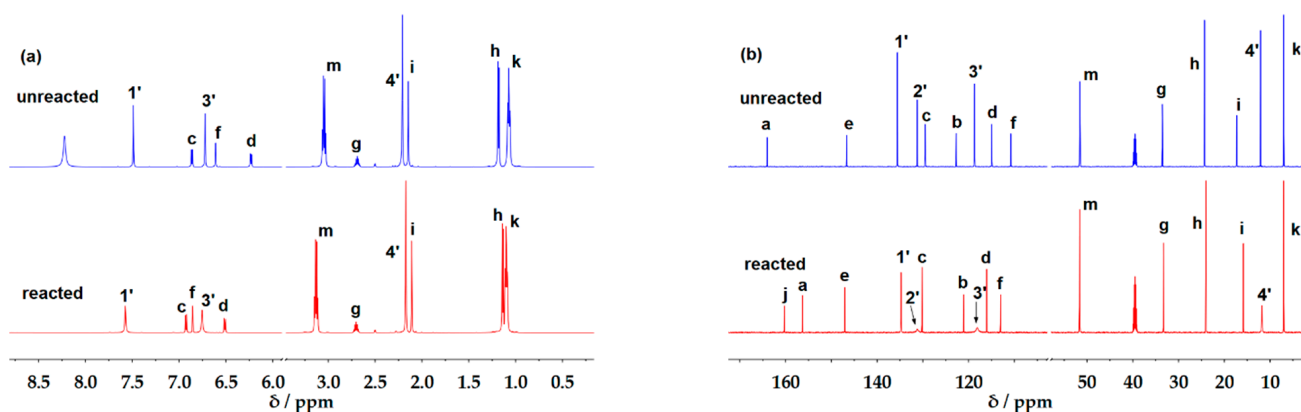 (a)
unreacted
1' c 3' f d m g 4' i h k
reacted
1' c f 3' d m g 4' i h k
8.5 8.0 7.5 7.0 6.5 6.0 3.0 2.5 2.0 1.5 1.0 0.5
δ / ppm
(b)
unreacted
a e 1' 2' c b 3' d f m g h i 4' k
reacted
j a e 1' 2' c b 3' d f m g h i 4' k
160 140 120 50 40 30 20 10
δ / ppm